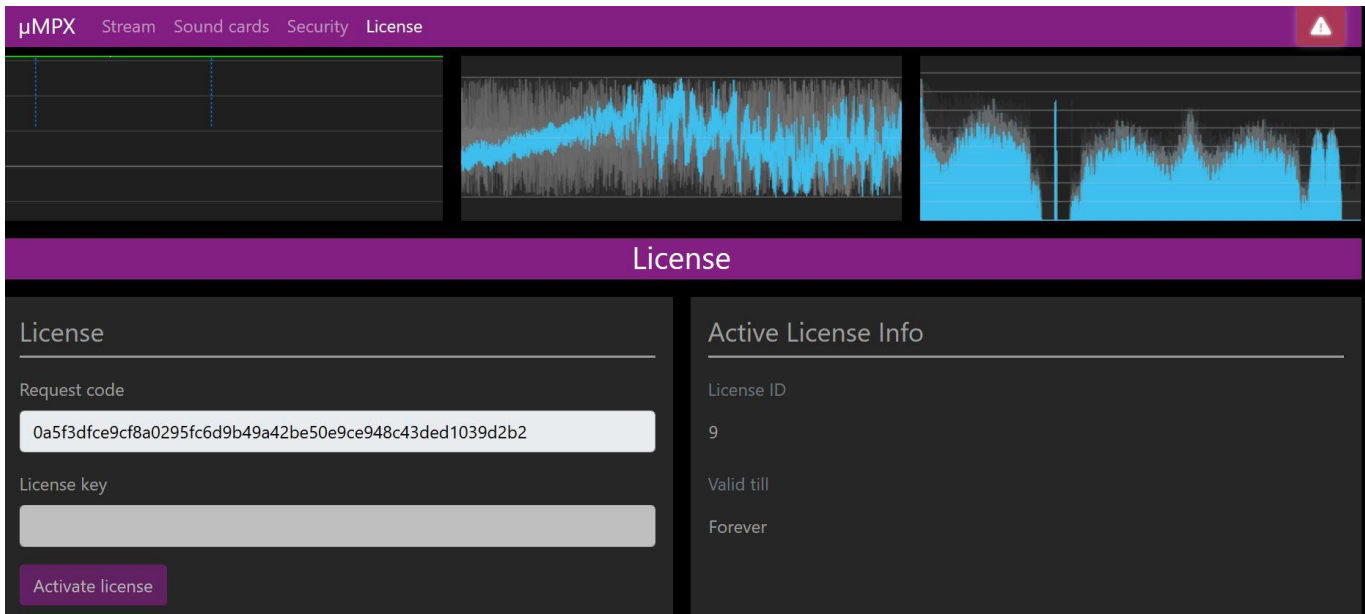 µMPX Stream Sound cards Security License
License
License
Request code
0a5f3dfce9cf8a0295fc6d9b49a42be50e9ce948c43ded1039d2b2
License key
Activate license
Active License Info
License ID
9
Valid till
Forever